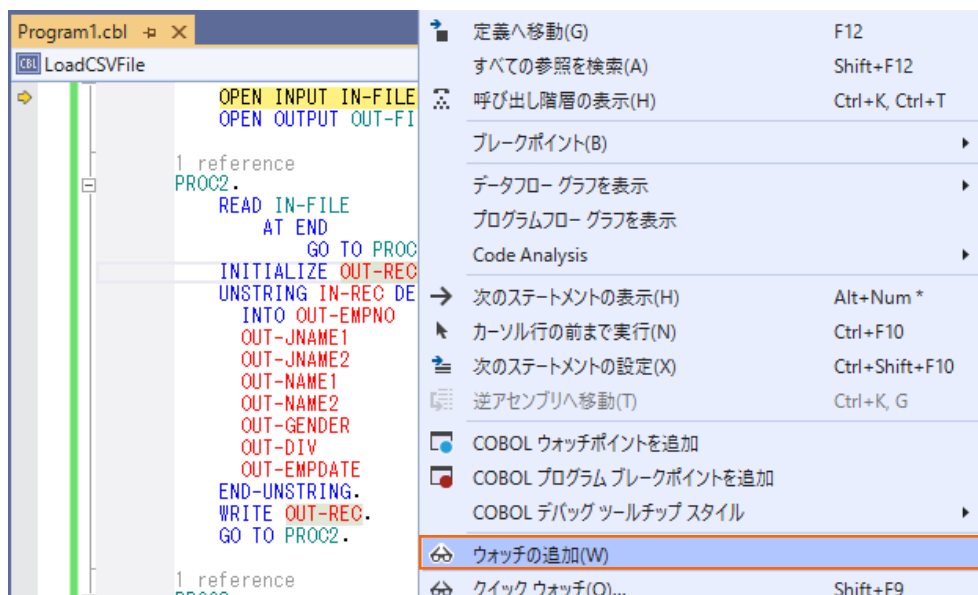 Program1.cbl
LoadCSVFile
OPEN INPUT IN-FILE
OPEN OUTPUT OUT-FI
1 reference
PROC2.
READ IN-FILE
AT END
GO TO PROC
INITIALIZE OUT-REC
UNSTRING IN-REC DE
INTO OUT-EMPNO
OUT-JNAME1
OUT-JNAME2
OUT-NAME1
OUT-NAME2
OUT-GENDER
OUT-DIV
OUT-EMPDATE
END-UNSTRING.
WRITE OUT-REC.
GO TO PROC2.
1 reference
定義へ移動(G) F12
すべての参照を検索(A) Shift+F12
呼び出し階層の表示(H) Ctrl+K, Ctrl+T
ブレークポイント(B)
データフロー グラフを表示
プログラムフロー グラフを表示
Code Analysis
次のステートメントの表示(H) Alt+Num *
カーソル行の前まで実行(N) Ctrl+F10
次のステートメントの設定(X) Ctrl+Shift+F10
逆アセンブリへ移動(T) Ctrl+K, G
COBOL ウォッチポイントを追加
COBOL プログラム ブレークポイントを追加
COBOL デバッグ ツールチップ スタイル
ウォッチの追加(W)
クイック ウォッチ(Q)... Shift+F9